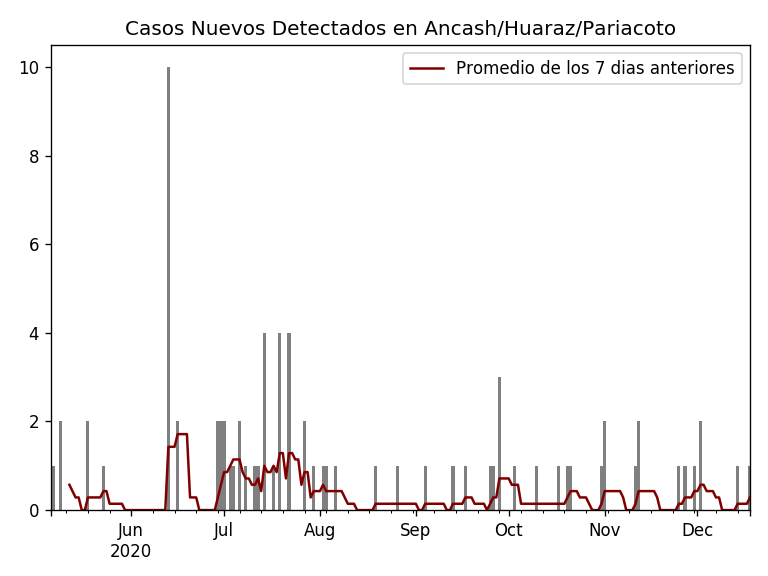 Casos Nuevos Detectados en Ancash/Huaraz/Pariacoto
Promedio de los 7 dias anteriores
10
8
6
4
2
0
Jun Jul Aug Sep Oct Nov Dec
2020